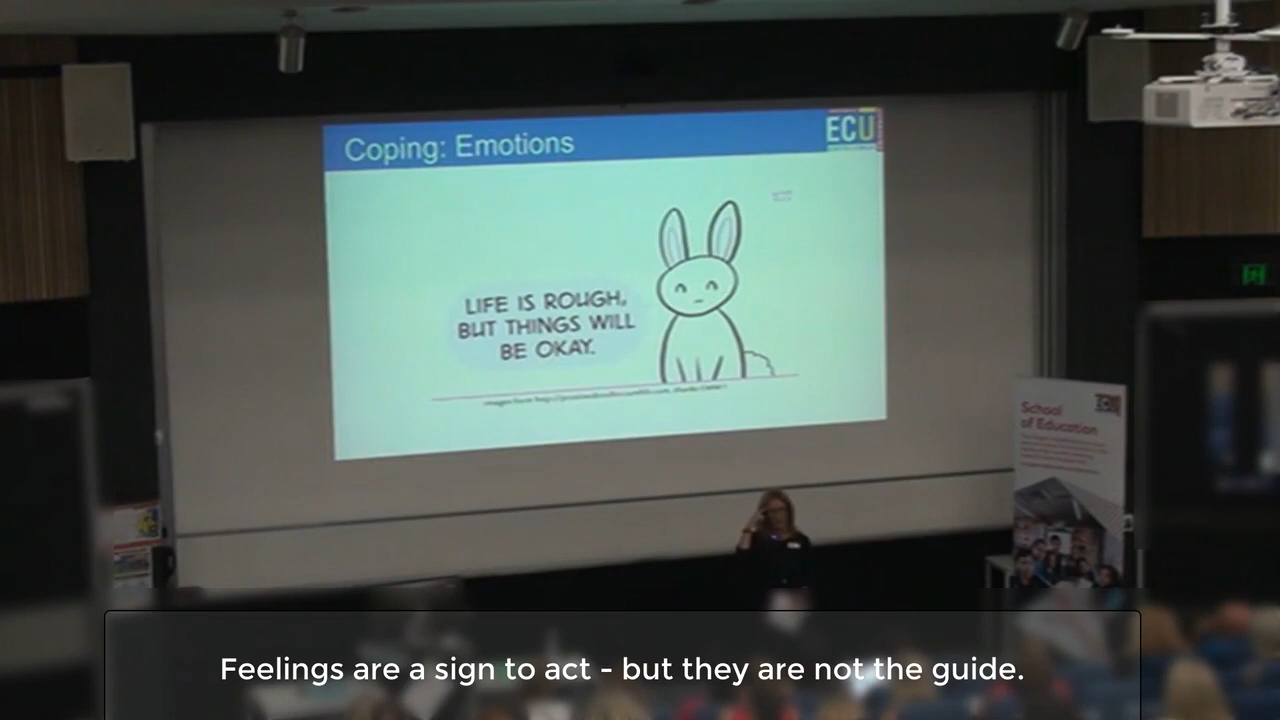 Coping: Emotions
ECU
LIFE IS ROUGH,
BUT THINGS WILL
BE OKAY.
School
of Education
Feelings are a sign to act - but they are not the guide.